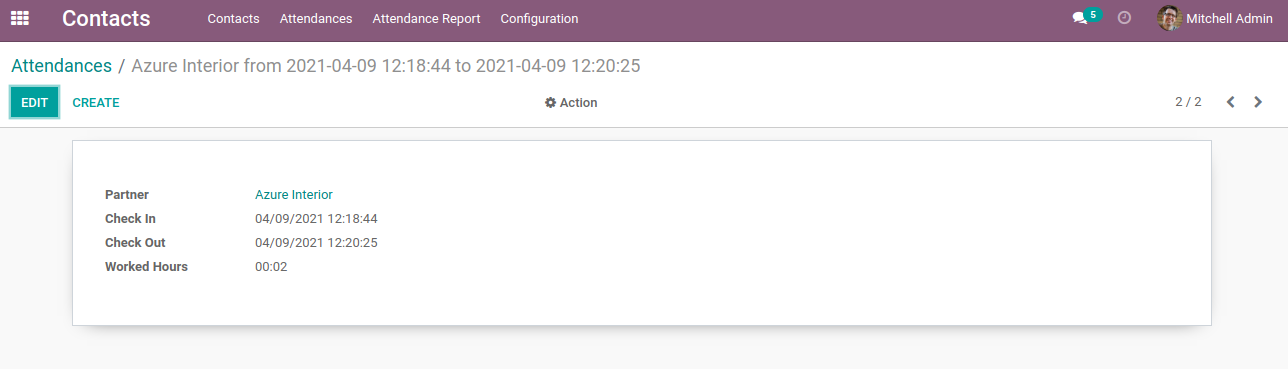 Contacts Contacts Attendances Attendance Report Configuration 5 Mitchell Admin
Attendances / Azure Interior from 2021-04-09 12:18:44 to 2021-04-09 12:20:25
EDIT CREATE Action 2 / 2
Partner Azure Interior
Check In 04/09/2021 12:18:44
Check Out 04/09/2021 12:20:25
Worked Hours 00:02